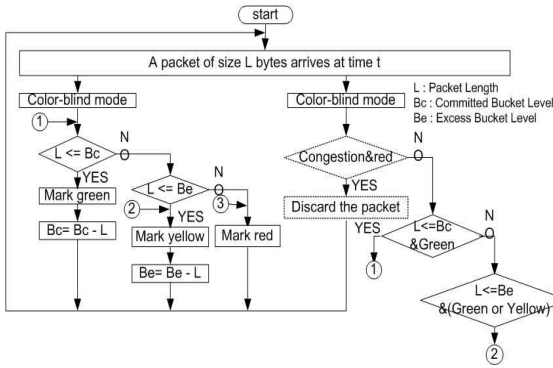 start
A packet of size L bytes arrives at time t
Color-blind mode
1
L <= Bc
N
O
YES
Mark green
Bc= Bc - L
L <= Be
N
O
2
YES
3
Mark yellow
Mark red
Be= Be - L
Color-blind mode
L : Packet Length
Bc : Committed Bucket Level
Be : Excess Bucket Level
Congestion&red
N
O
YES
Discard the packet
YES
L<=Bc
&Green
N
O
1
L<=Be
&(Green or Yellow)
2